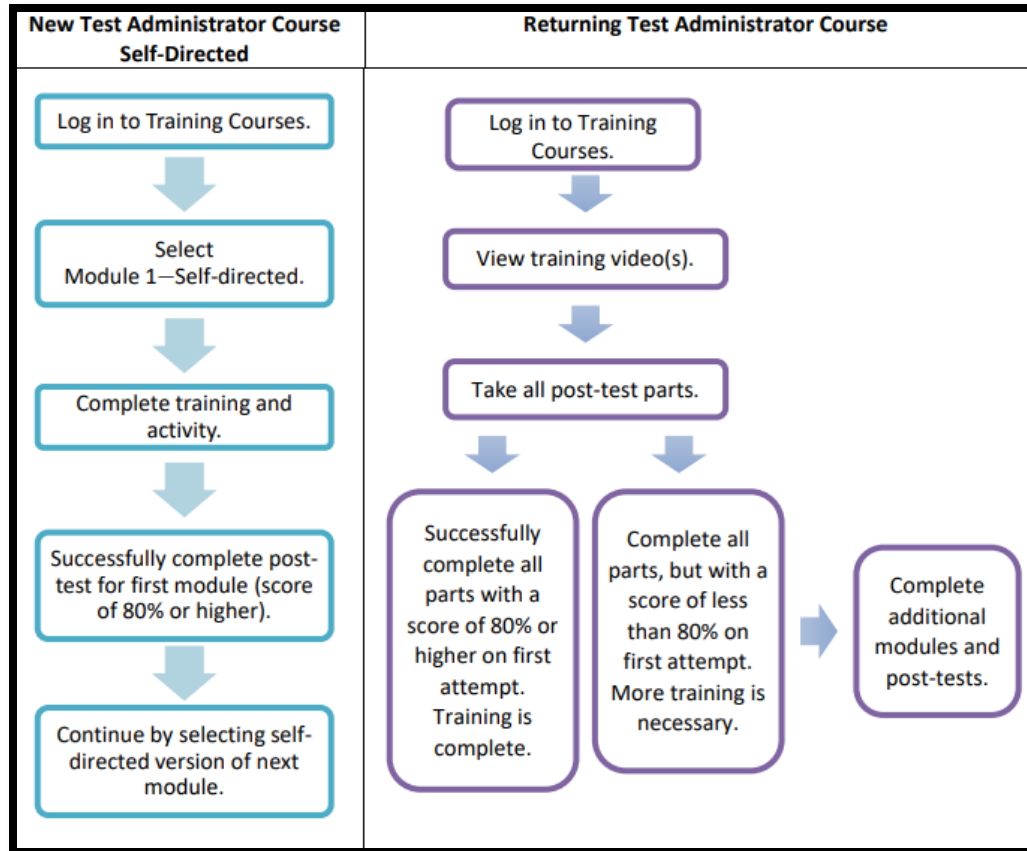 New Test Administrator Course
Self-Directed
Returning Test Administrator Course
Log in to Training Courses.
Select
Module 1—Self-directed.
Complete training and
activity.
Successfully complete post-
test for first module (score
of 80% or higher).
Continue by selecting self-
directed version of next
module.
Log in to Training
Courses.
View training video(s).
Take all post-test parts.
Successfully
complete all
parts with a
score of 80% or
higher on first
attempt.
Training is
complete.
Complete all
parts, but with a
score of less
than 80% on
first attempt.
More training is
necessary.
Complete
additional
modules and
post-tests.